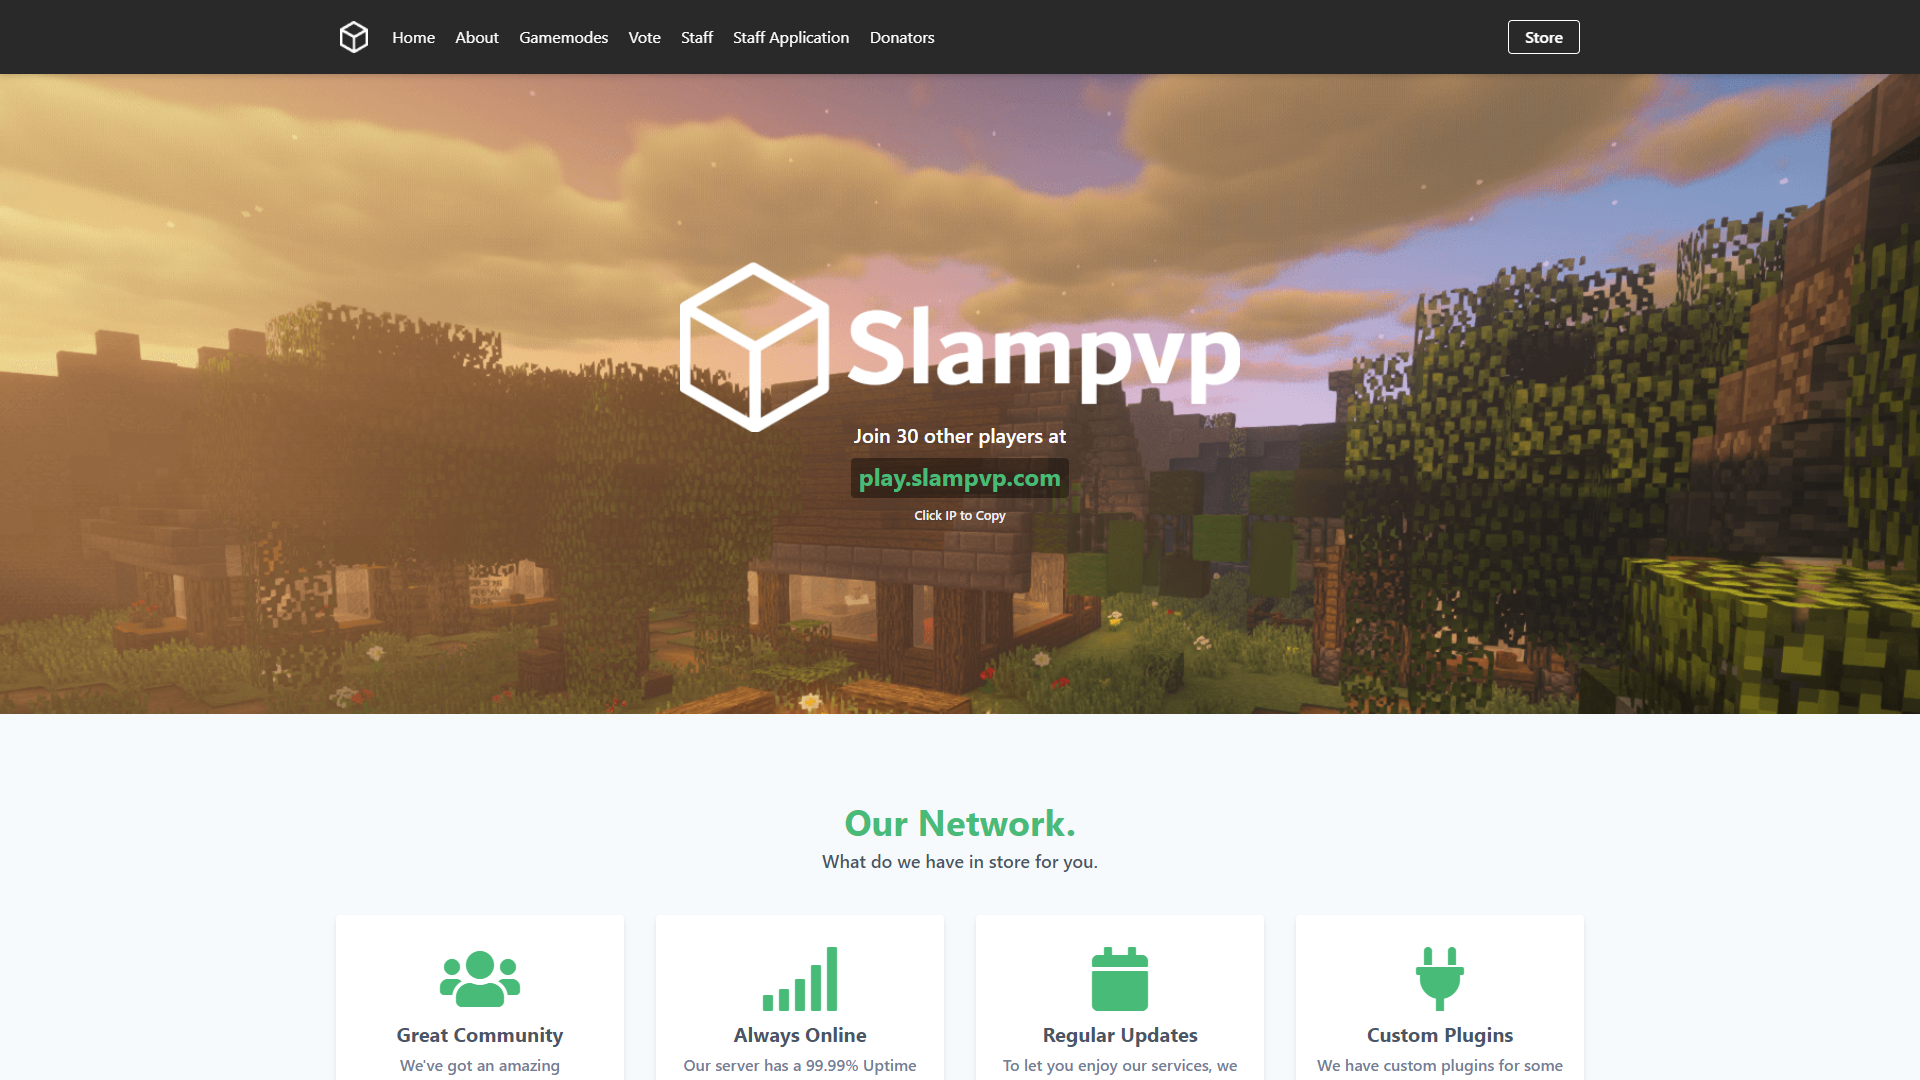 Home About Gamemodes Vote Staff Staff Application Donators Store
Slampvp
Join 30 other players at
play.slampvp.com
Click IP to Copy
Our Network.
What do we have in store for you.
Great Community
We've got an amazing
Always Online
Our server has a 99.99% Uptime
Regular Updates
To let you enjoy our services, we
Custom Plugins
We have custom plugins for some